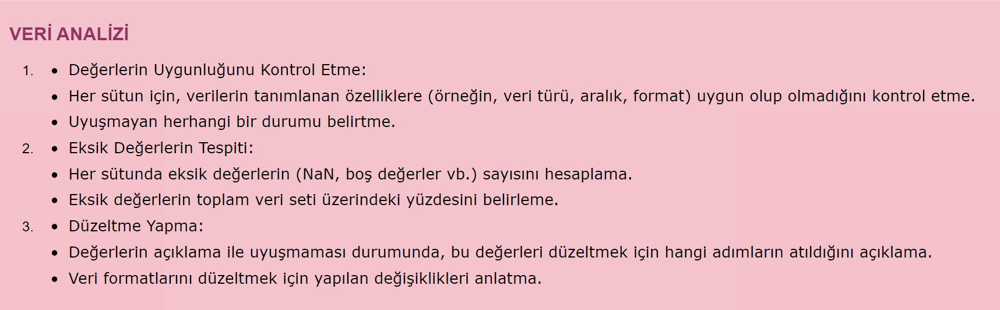 VERİ ANALİZİ
1. • Değerlerin Uygunluğunu Kontrol Etme:
• Her sütun için, verilerin tanımlanan özelliklere (örneğin, veri türü, aralık, format) uygun olup olmadığını kontrol etme.
• Uyuşmayan herhangi bir durumu belirtme.
2. • Eksik Değerlerin Tespiti:
• Her sütunda eksik değerlerin (NaN, boş değerler vb.) sayısını hesaplama.
• Eksik değerlerin toplam veri seti üzerindeki yüzdesini belirleme.
3. • Düzeltme Yapma:
• Değerlerin açıklama ile uyuşmaması durumunda, bu değerleri düzeltmek için hangi adımların atıldığını açıklama.
• Veri formatlarını düzeltmek için yapılan değişiklikleri anlatma.